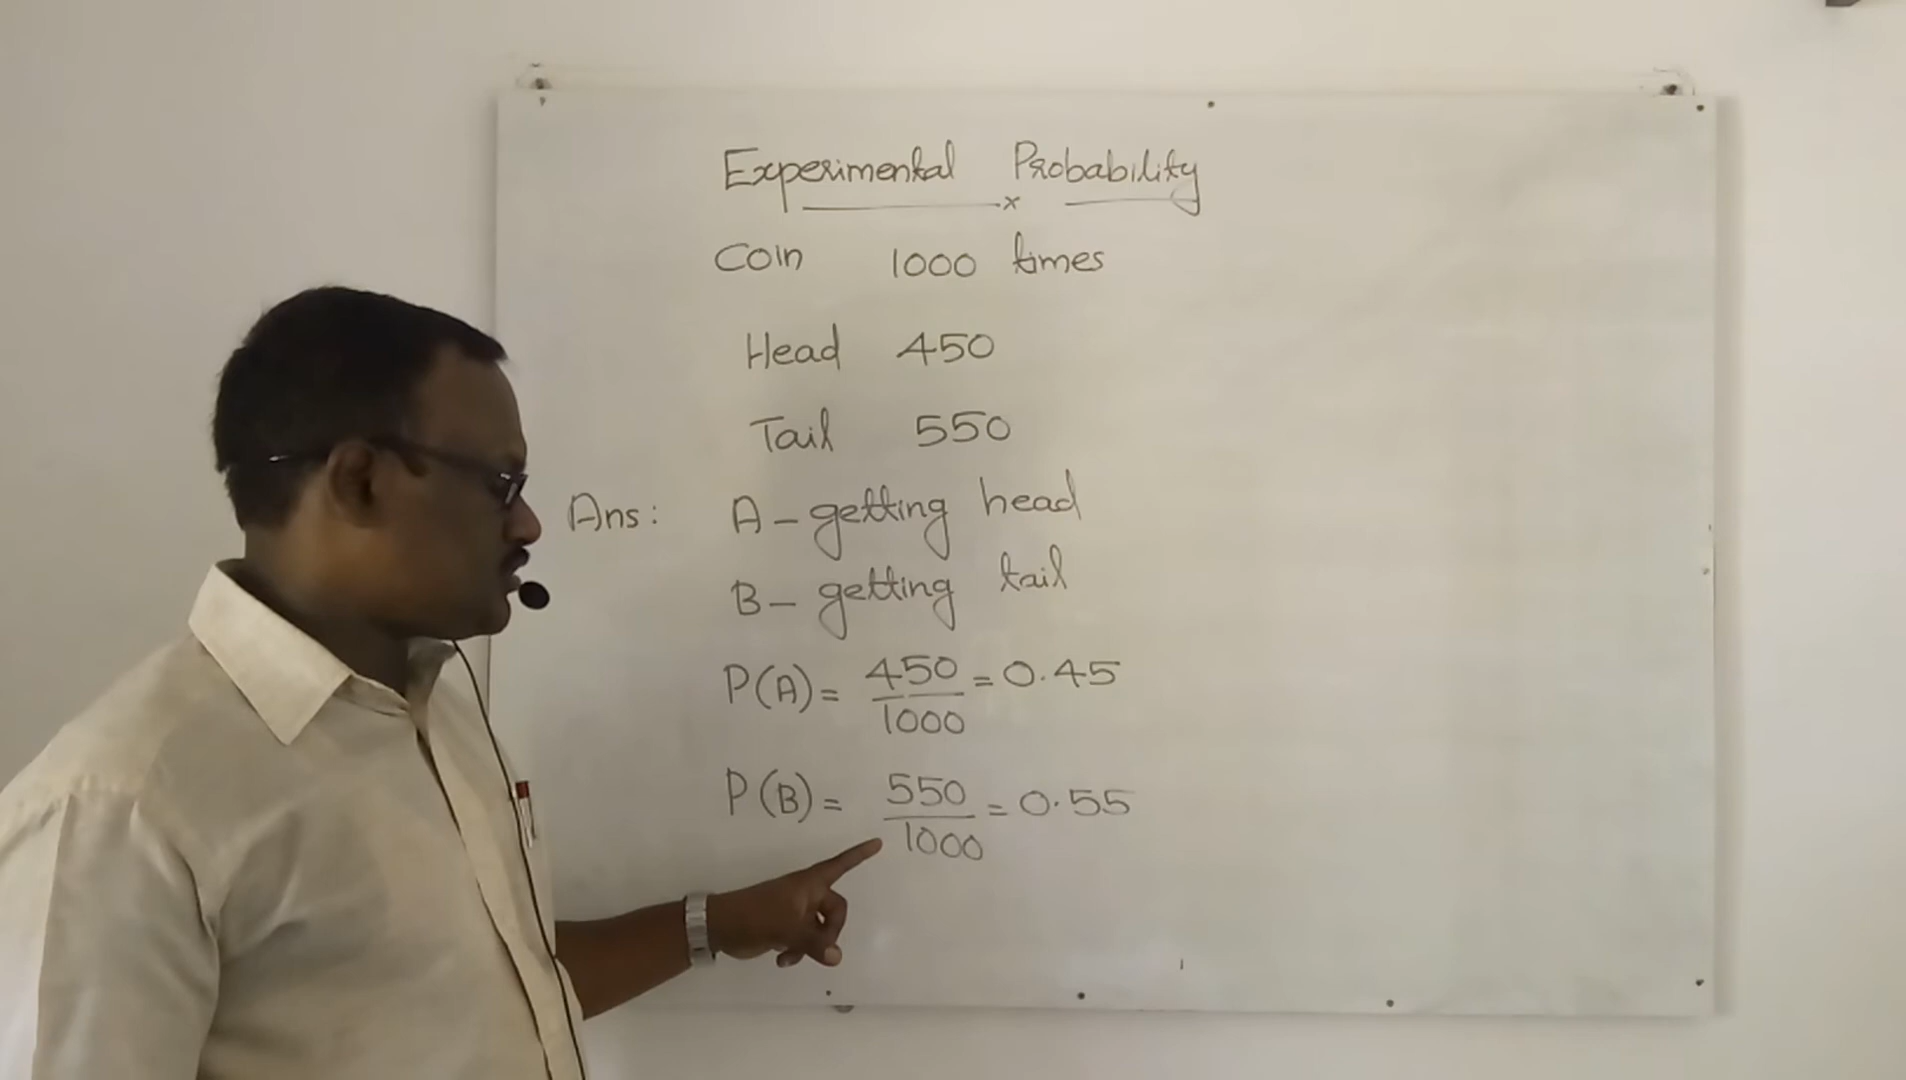 Experimental Probability
Coin 1000 times
Head 450
Tail 550
Ans: A - getting head
B - getting tail
P(A) = 450/1000 = 0.45
P(B) = 550/1000 = 0.55